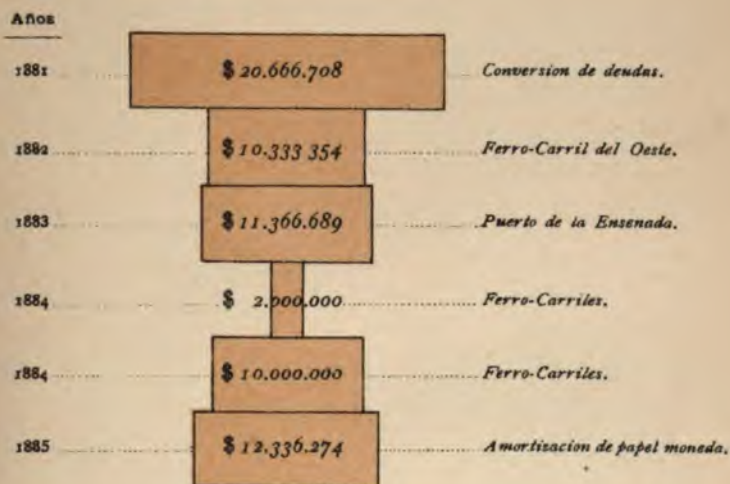 Años
1881 $ 20.666.708 Conversion de deudas.
1882 $ 10.333 354 Ferro-Carril del Oeste.
1883 $ 11.366.689 Puerto de la Ensenada.
1884 $ 2.000.000 Ferro-Carriles.
1884 $ 10.000.000 Ferro-Carriles.
1885 $ 12.336.274 Amortizacion de papel moneda.